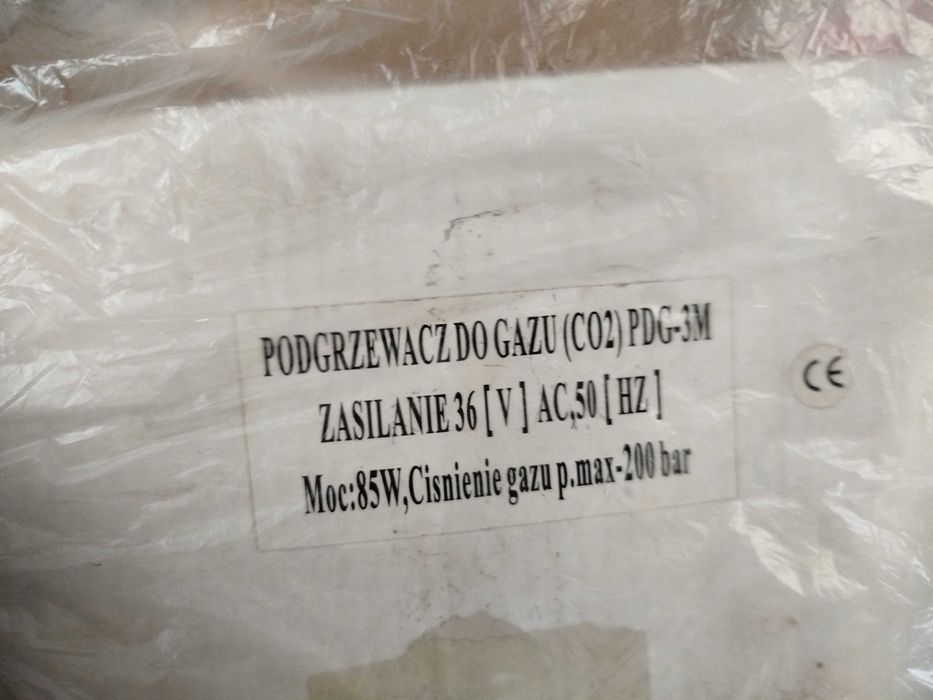 PODGRZEWACZ DO GAZU (CO2) PDG-3M
ZASILANIE 36 [ V ] AC,50 [ HZ ]
Moc:85W,Cisnienie gazu p.max-200 bar
CE